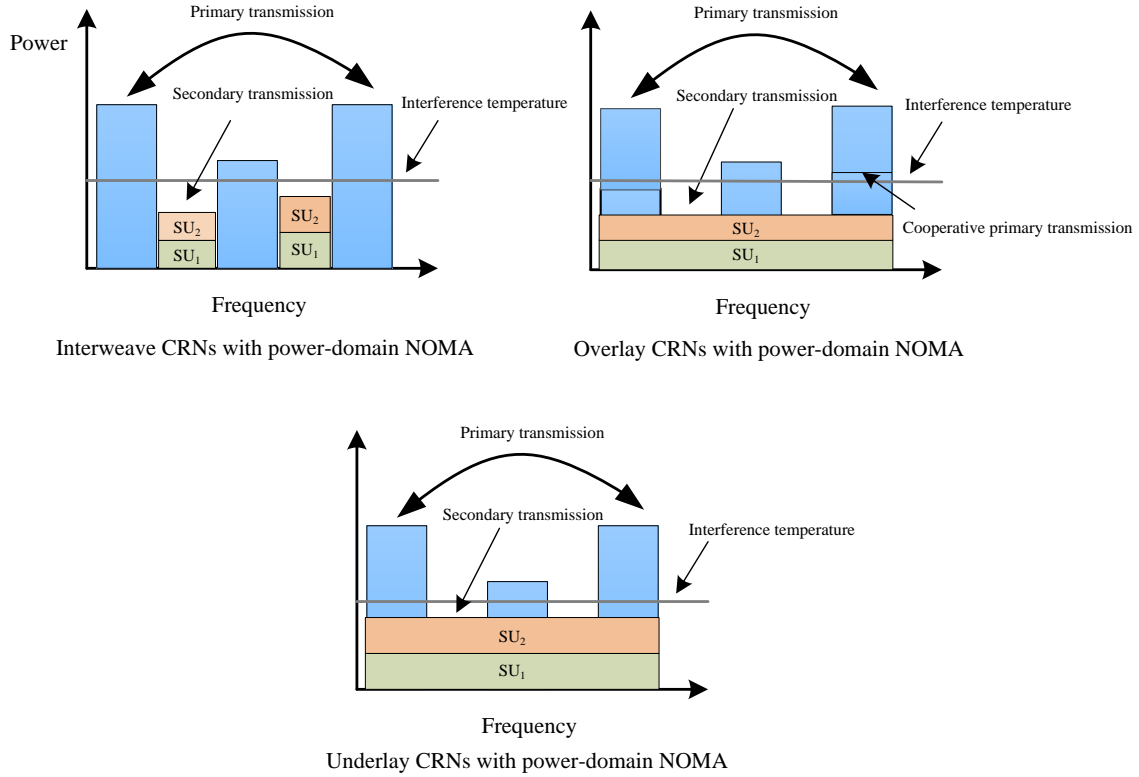 Primary transmission
Power
Secondary transmission
Interference temperature
SU2
SU1
SU2
SU1
Frequency
Interweave CRNs with power-domain NOMA
Primary transmission
Secondary transmission
Interference temperature
Cooperative primary transmission
SU2
SU1
Frequency
Overlay CRNs with power-domain NOMA
Primary transmission
Secondary transmission
Interference temperature
SU2
SU1
Frequency
Underlay CRNs with power-domain NOMA